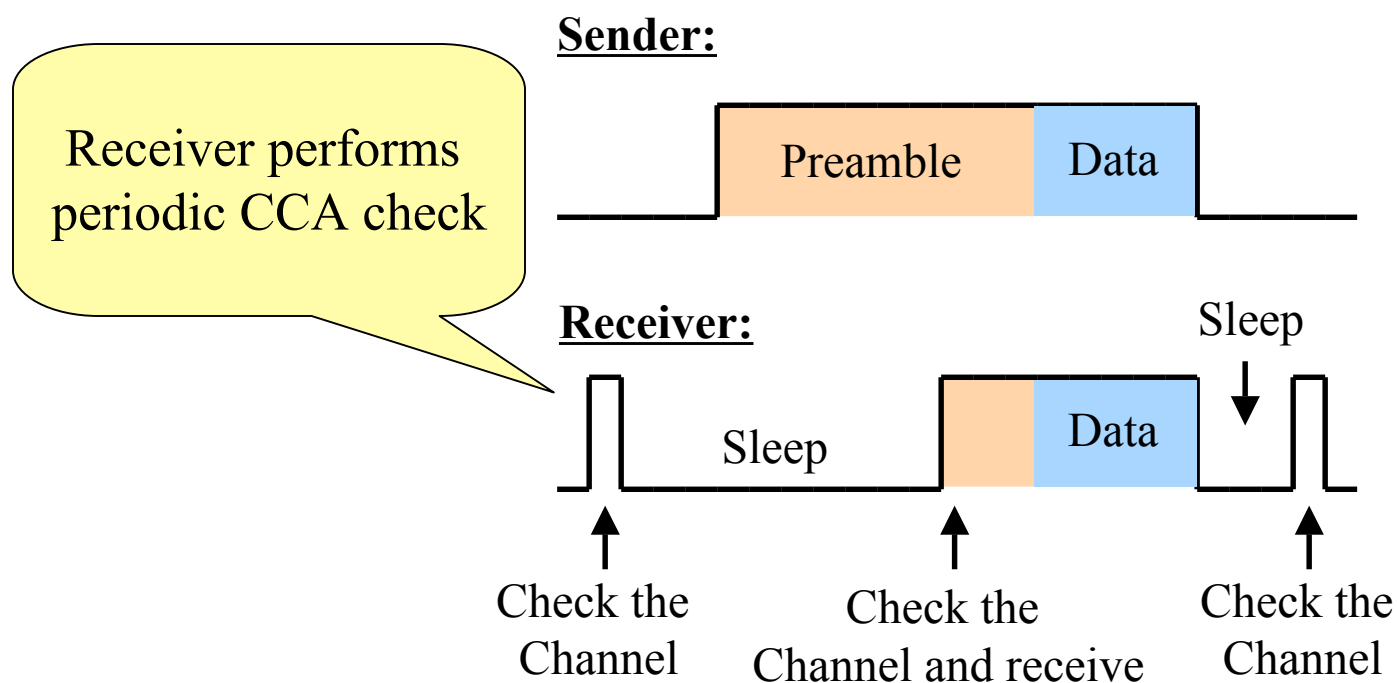 Sender:
Receiver performs
periodic CCA check
Preamble
Data
Receiver:
Sleep
Sleep
Data
Check the
Channel
Check the
Channel and receive
Check the
Channel